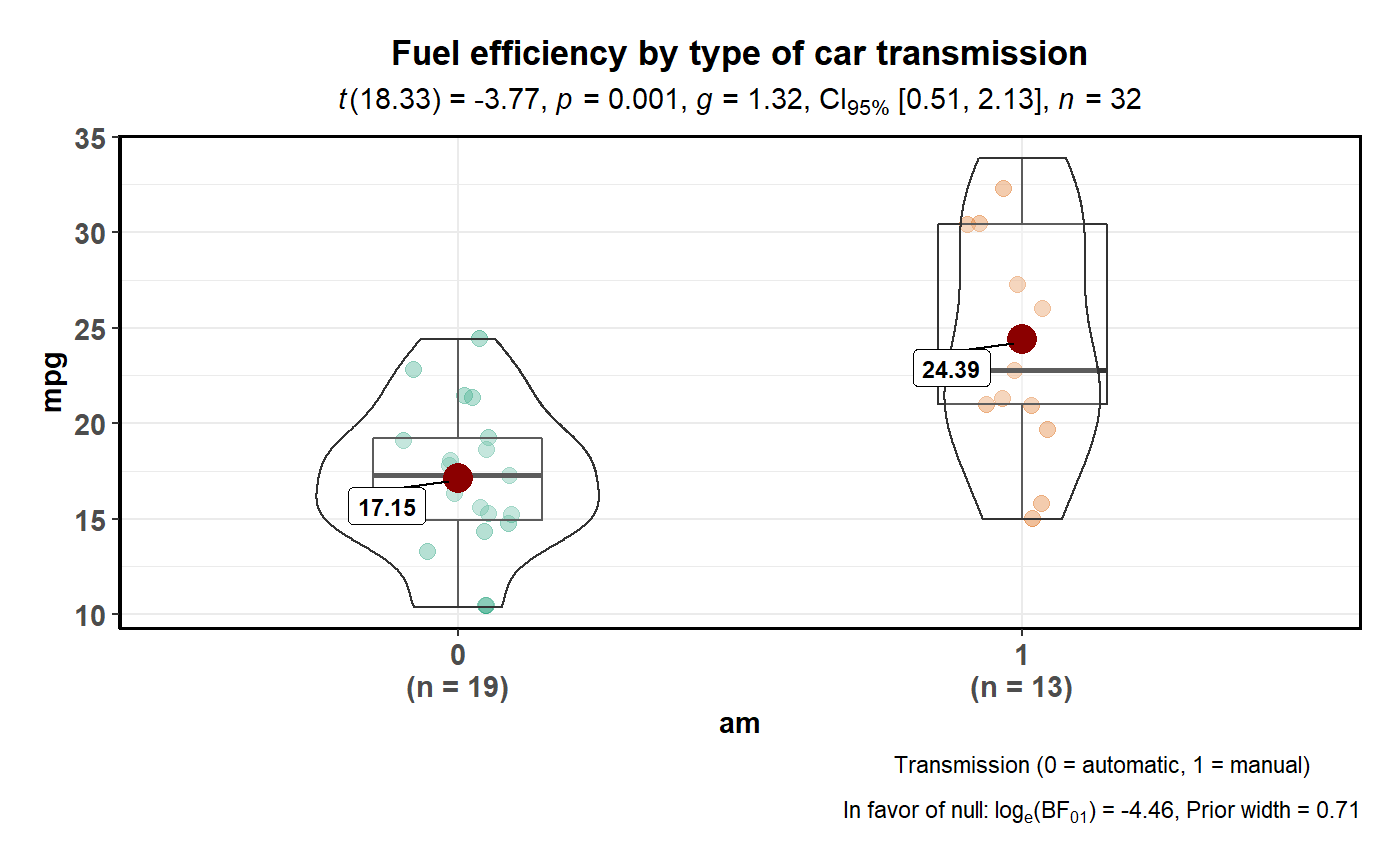 Fuel efficiency by type of car transmission
t(18.33) = -3.77, p = 0.001, g = 1.32, CI95% [0.51, 2.13], n = 32
35
30
25
20
15
10
mpg
17.15
24.39
0
(n = 19)
1
(n = 13)
am
Transmission (0 = automatic, 1 = manual)
In favor of null: loge(BF01) = -4.46, Prior width = 0.71